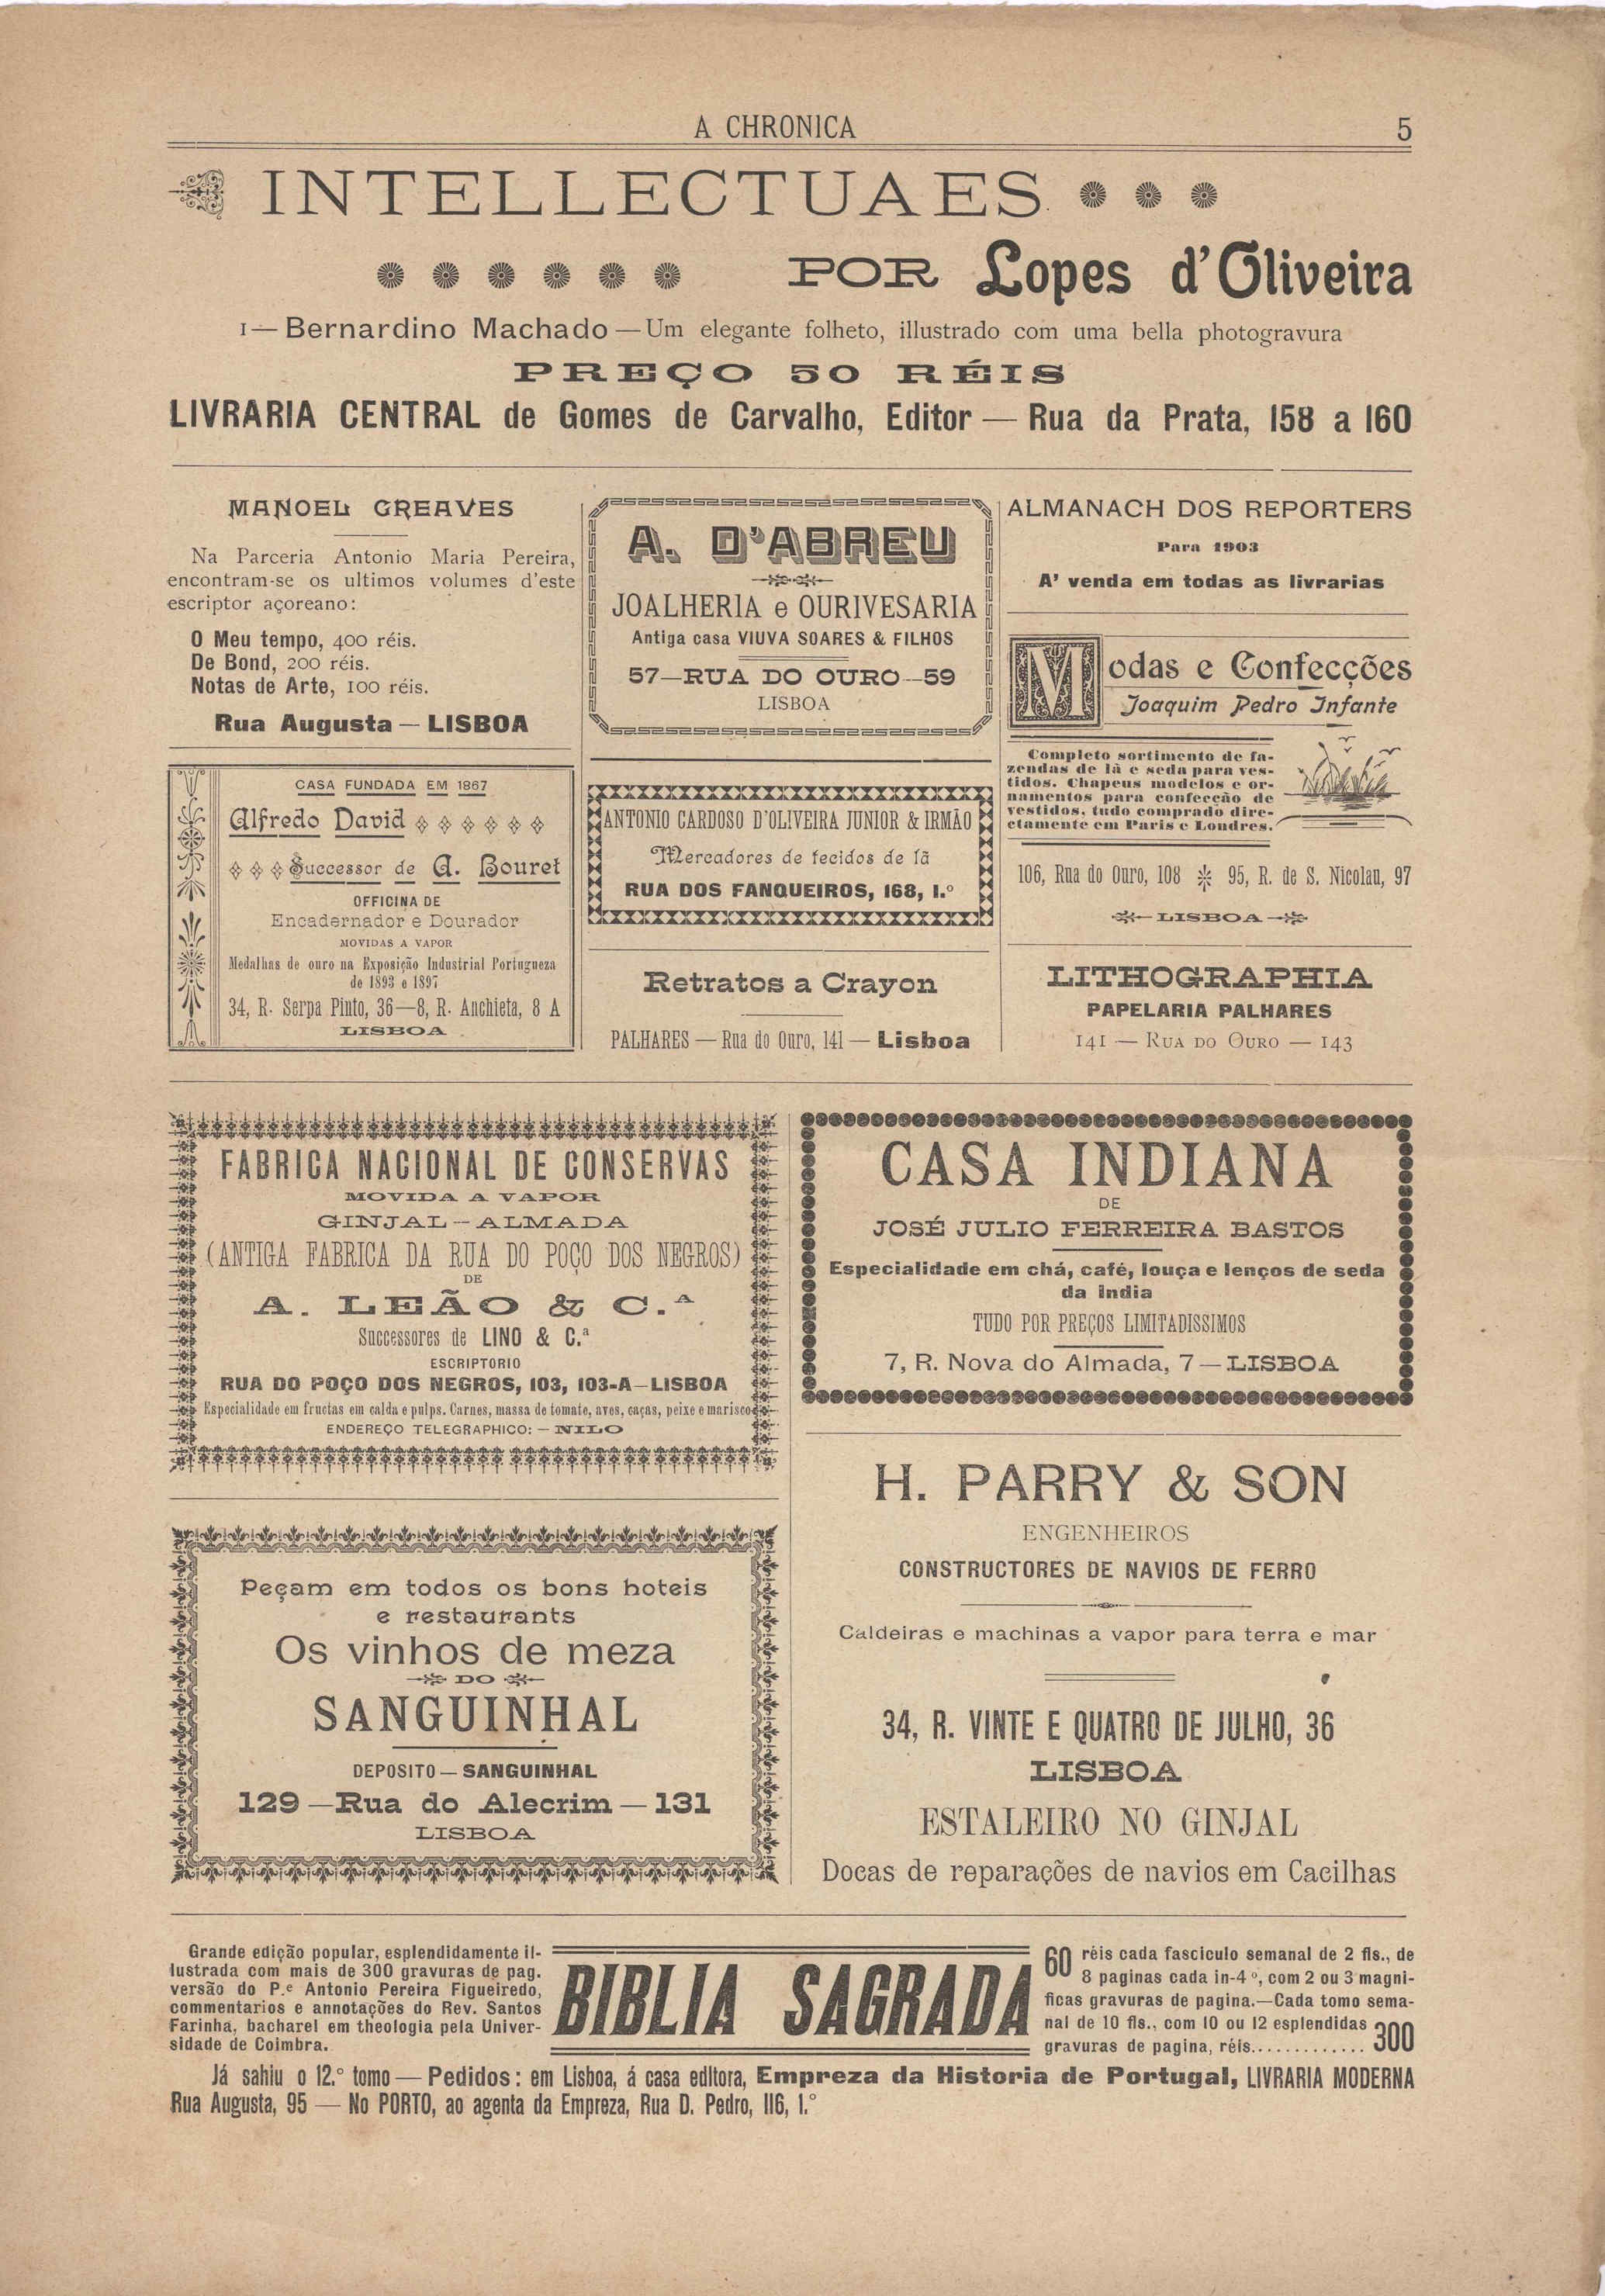 A CHRONICA 5
INTELLECTUAES
POR Lopes d'Oliveira
1—Bernardino Machado—Um elegante folheto, illustrado com uma bella photogravura
PREÇO 50 RÉIS
LIVRARIA CENTRAL de Gomes de Carvalho, Editor — Rua da Prata, 158 a 160
MANOEL GREAVES
Na Parceria Antonio Maria Pereira,
encontram-se os ultimos volumes d'este
escriptor açoreano:
O Meu tempo, 400 réis.
De Bond, 200 réis.
Notas de Arte, 100 réis.
Rua Augusta — LISBOA
CASA FUNDADA EM 1867
Alfredo David
Successor de A. Bouret
OFFICINA DE
Encadernador e Dourador
MOVIDAS A VAPOR
Medalhas de ouro na Exposição Industrial Portugueza
de 1893 e 1897
34, R. Serpa Pinto, 36—8, R. Anchieta, 8 A
LISBOA
A. D'ABREU
JOALHERIA e OURIVESARIA
Antiga casa VIUVA SOARES & FILHOS
57—RUA DO OURO—59
LISBOA
ANTONIO CARDOSO D'OLIVEIRA JUNIOR & IRMÃO
Mercadores de tecidos de lã
RUA DOS FANQUEIROS, 168, 1.º
Retratos a Crayon
PALHARES — Rua do Ouro, 141 — Lisboa
ALMANACH DOS REPORTERS
Para 1903
A' venda em todas as livrarias
Modas e Confecções
Joaquim Pedro Infante
Completo sortimento de fa-
zendas de lã e seda para ves-
tidos. Chapeus modelos e or-
namentos para confecção de
vestidos, tudo comprado dire-
ctamente em Paris e Londres.
106, Rua do Ouro, 108 * 95, R. de S. Nicolau, 97
LISBOA
LITHOGRAPHIA
PAPELARIA PALHARES
141 — RUA DO OURO — 143
FABRICA NACIONAL DE CONSERVAS
MOVIDA A VAPOR
GINJAL—ALMADA
(ANTIGA FABRICA DA RUA DO POÇO DOS NEGROS)
DE
A. LEÃO & C.ª
Successores de LINO & C.ª
ESCRIPTORIO
RUA DO POÇO DOS NEGROS, 103, 103-A—LISBOA
Especialidade em fructas em calda e pulps. Carnes, massa de tomate, aves, caças, peixe e marisco
ENDEREÇO TELEGRAPHICO: — NILO
Peçam em todos os bons hoteis
e restaurants
Os vinhos de meza
DO
SANGUINHAL
DEPOSITO — SANGUINHAL
129 — Rua do Alecrim — 131
LISBOA
CASA INDIANA
DE
JOSÉ JULIO FERREIRA BASTOS
Especialidade em chá, café, louça e lenços de seda
da India
TUDO POR PREÇOS LIMITADISSIMOS
7, R. Nova do Almada, 7 — LISBOA
H. PARRY & SON
ENGENHEIROS
CONSTRUCTORES DE NAVIOS DE FERRO
Caldeiras e machinas a vapor para terra e mar
34, R. VINTE E QUATRO DE JULHO, 36
LISBOA
ESTALEIRO NO GINJAL
Docas de reparações de navios em Cacilhas
Grande edição popular, esplendidamente il-
lustrada com mais de 300 gravuras de pag.
versão do P.e Antonio Pereira Figueiredo,
commentarios e annotações do Rev. Santos
Farinha, bacharel em theologia pela Univer-
sidade de Coimbra.
BIBLIA SAGRADA
60 réis cada fasciculo semanal de 2 fls., de
8 paginas cada in-4º, com 2 ou 3 magni-
ficas gravuras de pagina.—Cada tomo sema-
nal de 10 fls., com 10 ou 12 esplendidas
gravuras de pagina, réis............. 300
Já sahiu o 12.º tomo — Pedidos: em Lisboa, á casa editora, Empreza da Historia de Portugal, LIVRARIA MODERNA
Rua Augusta, 95 — No PORTO, ao agenta da Empreza, Rua D. Pedro, 116, 1.º